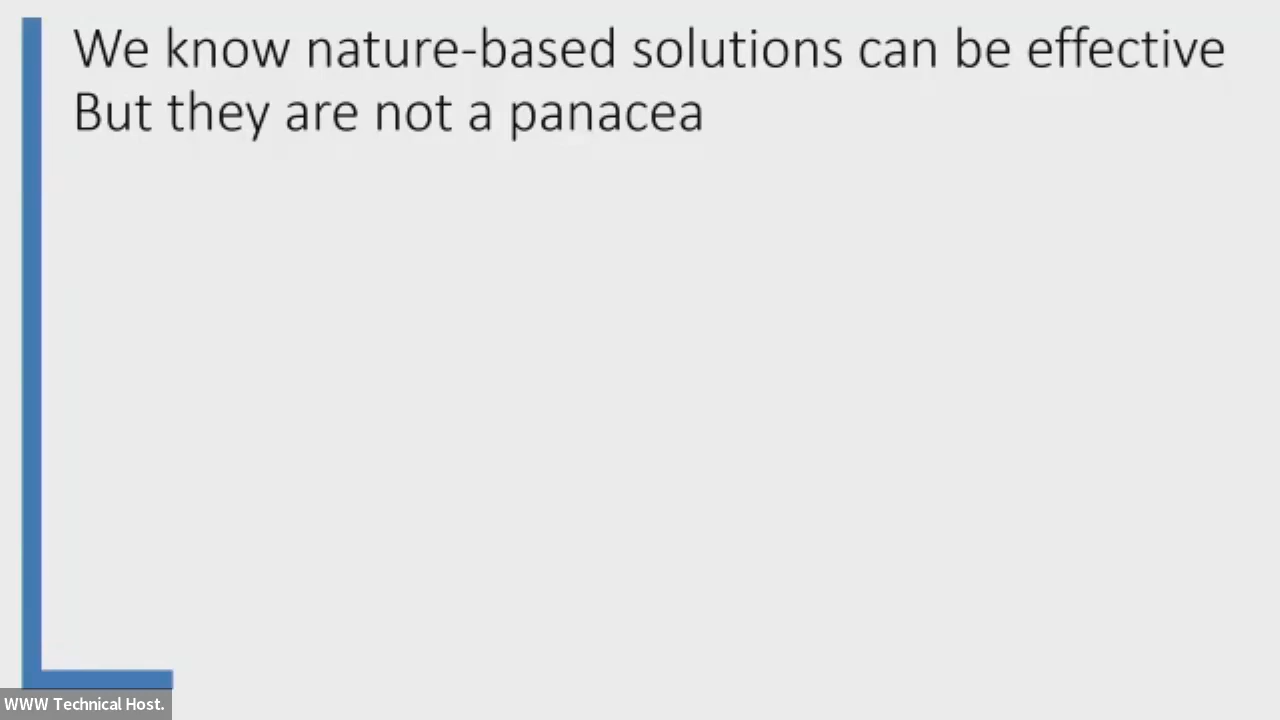 We know nature-based solutions can be effective
But they are not a panacea
WWW Technical Host.